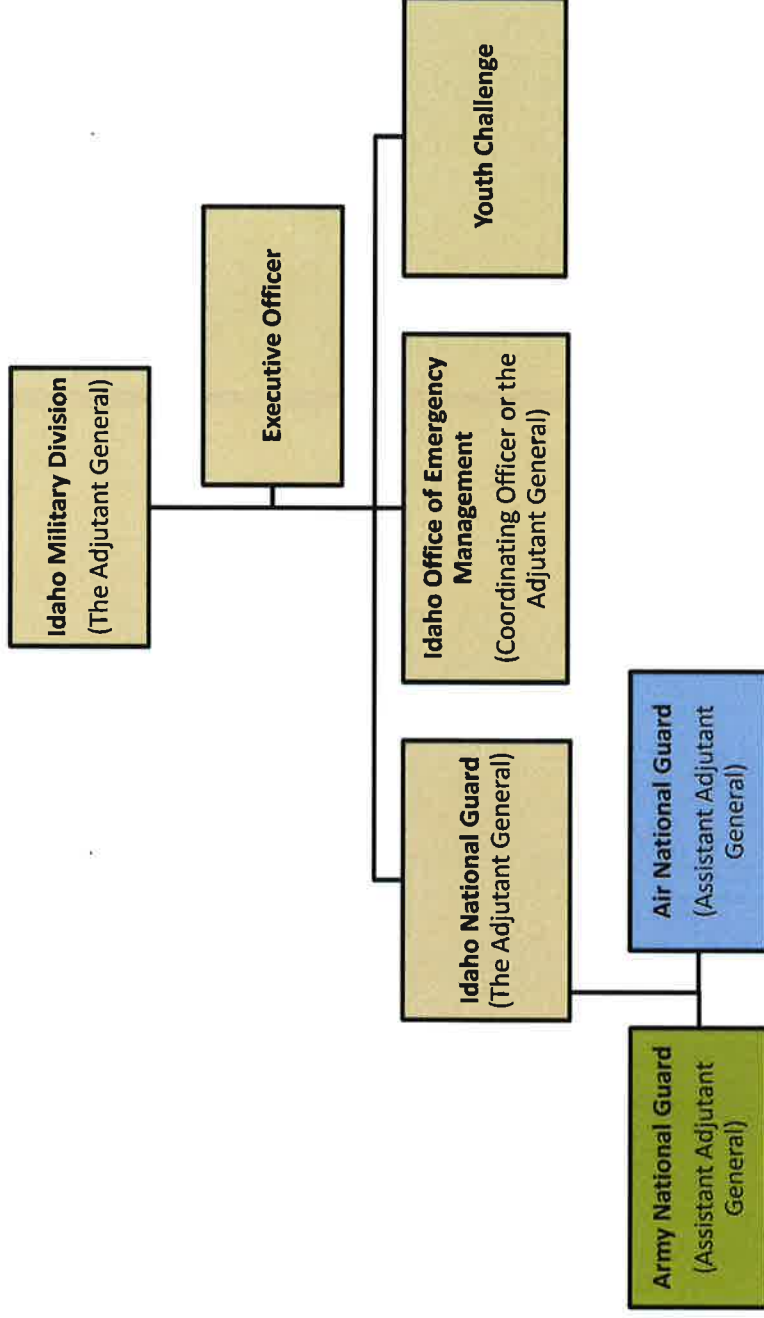 Idaho Military Division
(The Adjutant General)
Executive Officer
Idaho National Guard
(The Adjutant General)
Idaho Office of Emergency
Management
(Coordinating Officer or the
Adjutant General)
Youth Challenge
Army National Guard
(Assistant Adjutant
General)
Air National Guard
(Assistant Adjutant
General)